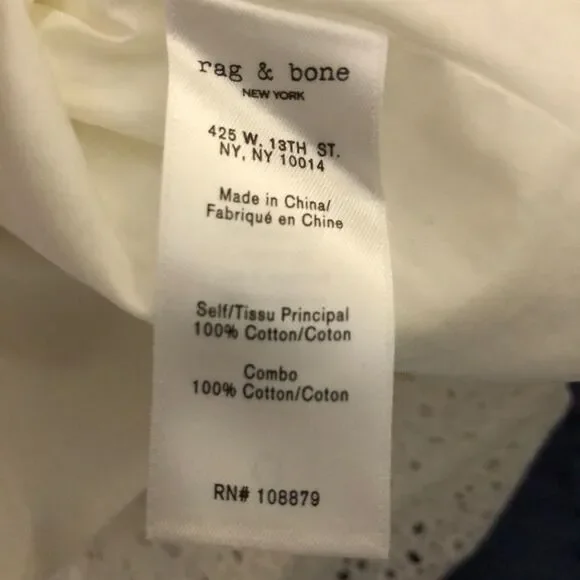 rag & bone
NEW YORK
425 W. 13TH ST.
NY, NY 10014
Made in China/
Fabriqué en Chine
Self/Tissu Principal
100% Cotton/Coton
Combo
100% Cotton/Coton
RN# 108879